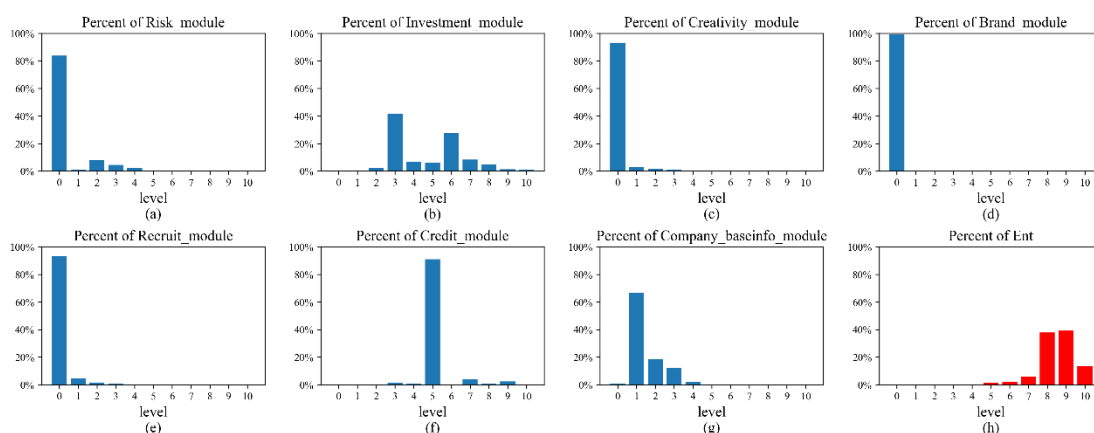 Percent of Risk_module
100%
80%
60%
40%
20%
0%
0 1 2 3 4 5 6 7 8 9 10
level
(a)
Percent of Investment_module
100%
80%
60%
40%
20%
0%
0 1 2 3 4 5 6 7 8 9 10
level
(b)
Percent of Creativity_module
100%
80%
60%
40%
20%
0%
0 1 2 3 4 5 6 7 8 9 10
level
(c)
Percent of Brand_module
100%
80%
60%
40%
20%
0%
0 1 2 3 4 5 6 7 8 9 10
level
(d)
Percent of Recruit_module
100%
80%
60%
40%
20%
0%
0 1 2 3 4 5 6 7 8 9 10
level
(e)
Percent of Credit_module
100%
80%
60%
40%
20%
0%
0 1 2 3 4 5 6 7 8 9 10
level
(f)
Percent of Company_baseinfo_module
100%
80%
60%
40%
20%
0%
0 1 2 3 4 5 6 7 8 9 10
level
(g)
Percent of Ent
100%
80%
60%
40%
20%
0%
0 1 2 3 4 5 6 7 8 9 10
level
(h)